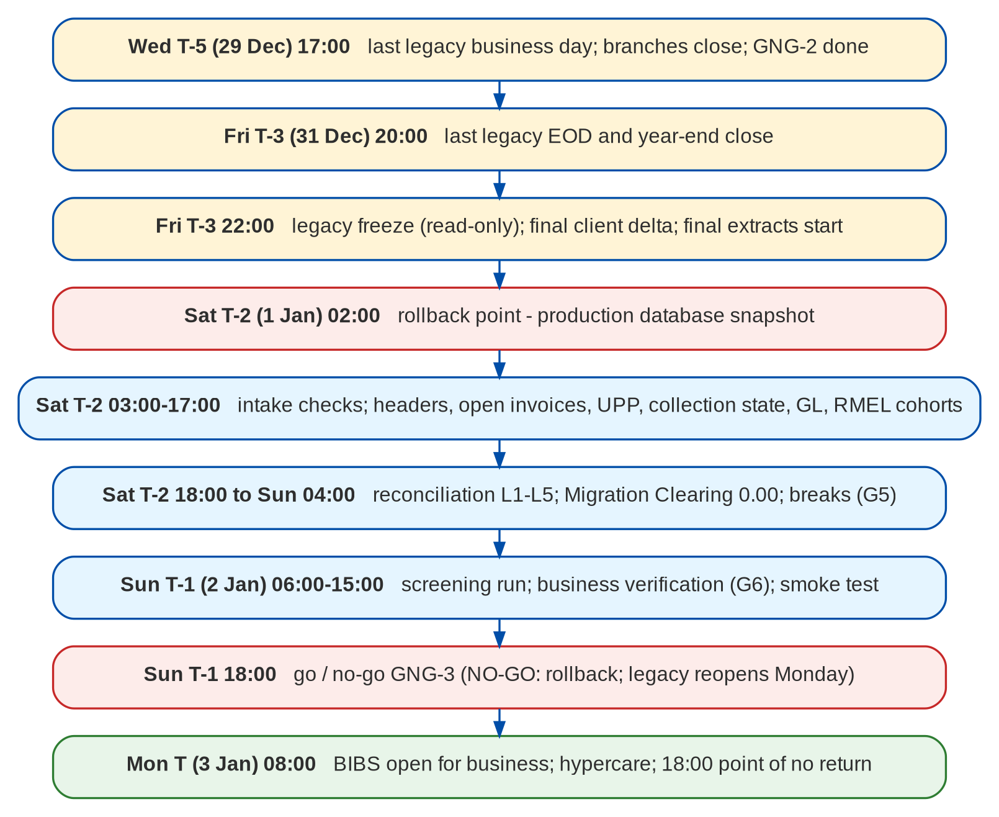 Wed T-5 (29 Dec) 17:00 last legacy business day; branches close; GNG-2 done
Fri T-3 (31 Dec) 20:00 last legacy EOD and year-end close
Fri T-3 22:00 legacy freeze (read-only); final client delta; final extracts start
Sat T-2 (1 Jan) 02:00 rollback point - production database snapshot
Sat T-2 03:00-17:00 intake checks; headers, open invoices, UPP, collection state, GL, RMEL cohorts
Sat T-2 18:00 to Sun 04:00 reconciliation L1-L5; Migration Clearing 0.00; breaks (G5)
Sun T-1 (2 Jan) 06:00-15:00 screening run; business verification (G6); smoke test
Sun T-1 18:00 go / no-go GNG-3 (NO-GO: rollback; legacy reopens Monday)
Mon T (3 Jan) 08:00 BIBS open for business; hypercare; 18:00 point of no return